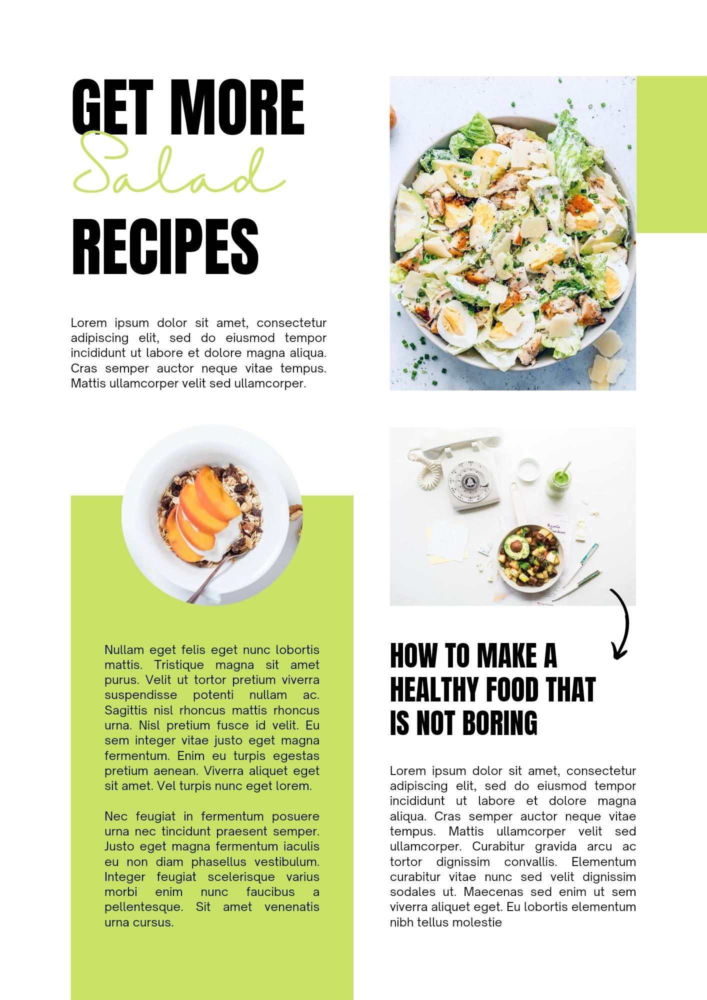 GET MORE
Salad
RECIPES
Lorem ipsum dolor sit amet, consectetur
adipiscing elit, sed do eiusmod tempor
incididunt ut labore et dolore magna aliqua.
Cras semper auctor neque vitae tempus.
Mattis ullamcorper velit sed ullamcorper.
Nullam eget felis eget nunc lobortis
mattis. Tristique magna sit amet
purus. Velit ut tortor pretium viverra
suspendisse potenti nullam ac.
Sagittis nisl rhoncus mattis rhoncus
urna. Nisl pretium fusce id velit. Eu
sem integer vitae justo eget magna
fermentum. Enim eu turpis egestas
pretium aenean. Viverra aliquet eget
sit amet. Vel turpis nunc eget lorem.
Nec feugiat in fermentum posuere
urna nec tincidunt praesent semper.
Justo eget magna fermentum iaculis
eu non diam phasellus vestibulum.
Integer feugiat scelerisque varius
morbi enim nunc faucibus a
pellentesque. Sit amet venenatis
urna cursus.
HOW TO MAKE A
HEALTHY FOOD THAT
IS NOT BORING
Lorem ipsum dolor sit amet, consectetur
adipiscing elit, sed do eiusmod tempor
incididunt ut labore et dolore magna
aliqua. Cras semper auctor neque vitae
tempus. Mattis ullamcorper velit sed
ullamcorper. Curabitur gravida arcu ac
tortor dignissim convallis. Elementum
curabitur vitae nunc sed velit dignissim
sodales ut. Maecenas sed enim ut sem
viverra aliquet eget. Eu lobortis elementum
nibh tellus molestie